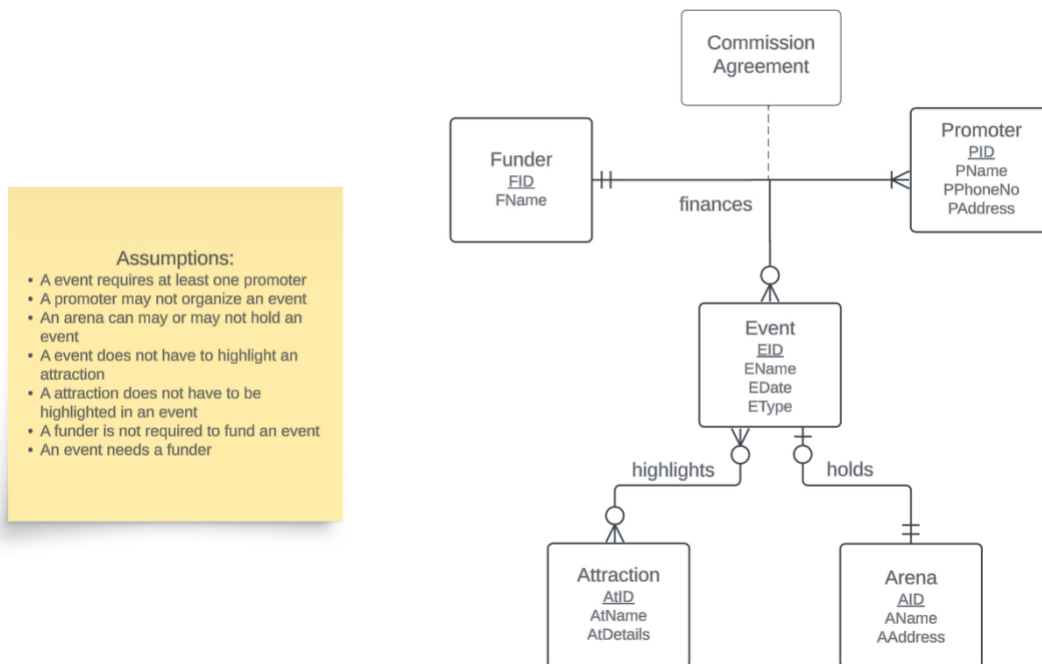 Commission
Agreement
Funder
FID
FName
finances
Promoter
PID
PName
PPhoneNo
PAddress
Assumptions:
• A event requires at least one promoter
• A promoter may not organize an event
• An arena can may or may not hold an
event
• A event does not have to highlight an
attraction
• A attraction does not have to be
highlighted in an event
• A funder is not required to fund an event
• An event needs a funder
Event
EID
EName
EDate
EType
highlights
holds
Attraction
AtID
AtName
AtDetails
Arena
AID
AName
AAddress